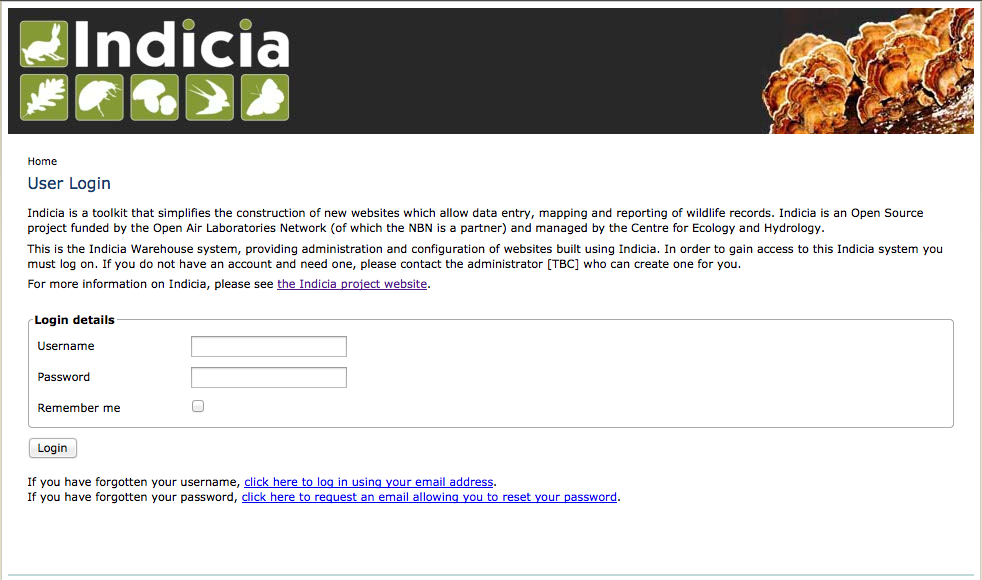 Indicia
Home
User Login
Indicia is a toolkit that simplifies the construction of new websites which allow data entry, mapping and reporting of wildlife records. Indicia is an Open Source
project funded by the Open Air Laboratories Network (of which the NBN is a partner) and managed by the Centre for Ecology and Hydrology.
This is the Indicia Warehouse system, providing administration and configuration of websites built using Indicia. In order to gain access to this Indicia system you
must log on. If you do not have an account and need one, please contact the administrator [TBC] who can create one for you.
For more information on Indicia, please see the Indicia project website.
Login details
Username
Password
Remember me
Login
If you have forgotten your username, click here to log in using your email address.
If you have forgotten your password, click here to request an email allowing you to reset your password.